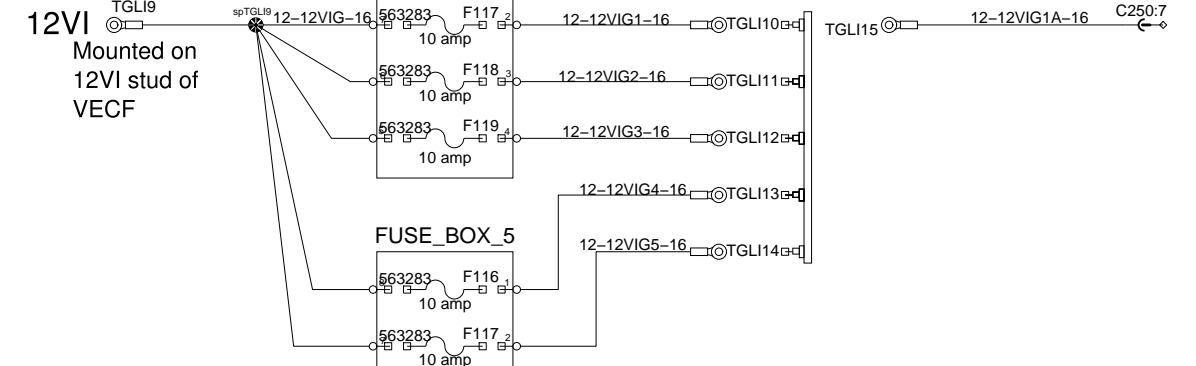 TGLI9
12VI
spTGLI9
12–12VIG–16
563283
F117
2
10 amp
12–12VIG1–16
TGLI10
TGLI15
12–12VIG1A–16
C250:7
Mounted on
12VI stud of
VECF
563283
F118
3
10 amp
12–12VIG2–16
TGLI11
563283
F119
4
10 amp
12–12VIG3–16
TGLI12
12–12VIG4–16
TGLI13
12–12VIG5–16
TGLI14
FUSE_BOX_5
563283
F116
1
10 amp
563283
F117
2
10 amp